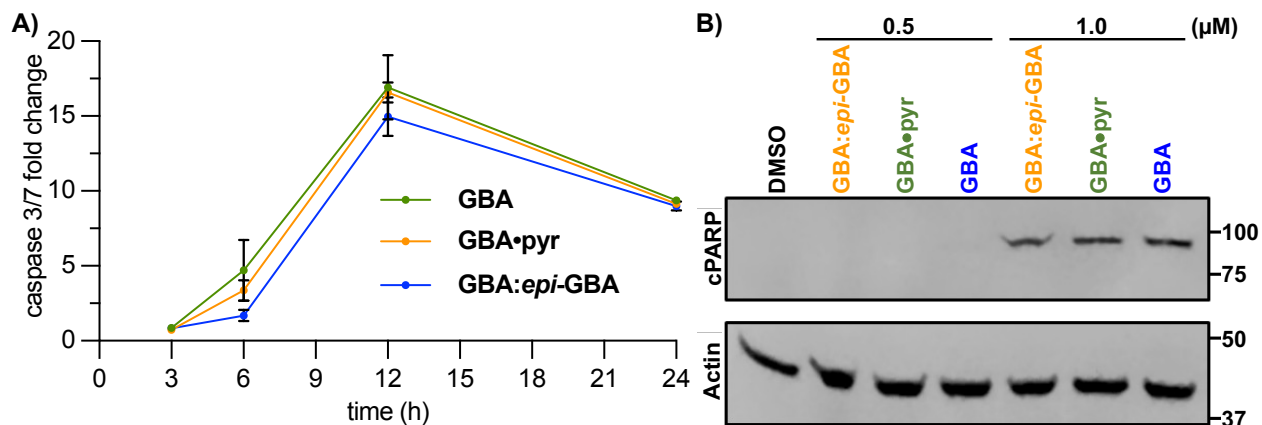 A)
caspase 3/7 fold change
20
15
10
5
0
0 3 6 9 12 15 18 21 24
time (h)
GBA
GBA•pyr
GBA:epi-GBA
B)
0.5 1.0 (µM)
DMSO
GBA:epi-GBA
GBA•pyr
GBA
GBA:epi-GBA
GBA•pyr
GBA
cPARP
100
75
Actin
50
37